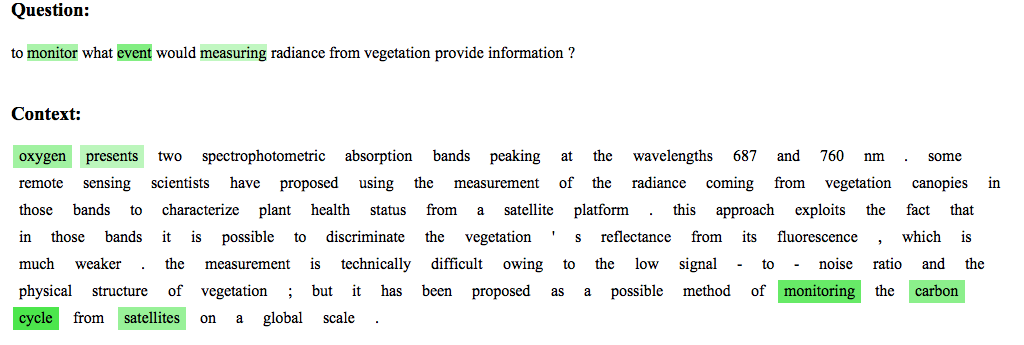 Question:
to monitor what event would measuring radiance from vegetation provide information ?
Context:
oxygen presents two spectrophotometric absorption bands peaking at the wavelengths 687 and 760 nm . some
remote sensing scientists have proposed using the measurement of the radiance coming from vegetation canopies in
those bands to characterize plant health status from a satellite platform . this approach exploits the fact that
in those bands it is possible to discriminate the vegetation ' s reflectance from its fluorescence , which is
much weaker . the measurement is technically difficult owing to the low signal - to - noise ratio and the
physical structure of vegetation ; but it has been proposed as a possible method of monitoring the carbon
cycle from satellites on a global scale .